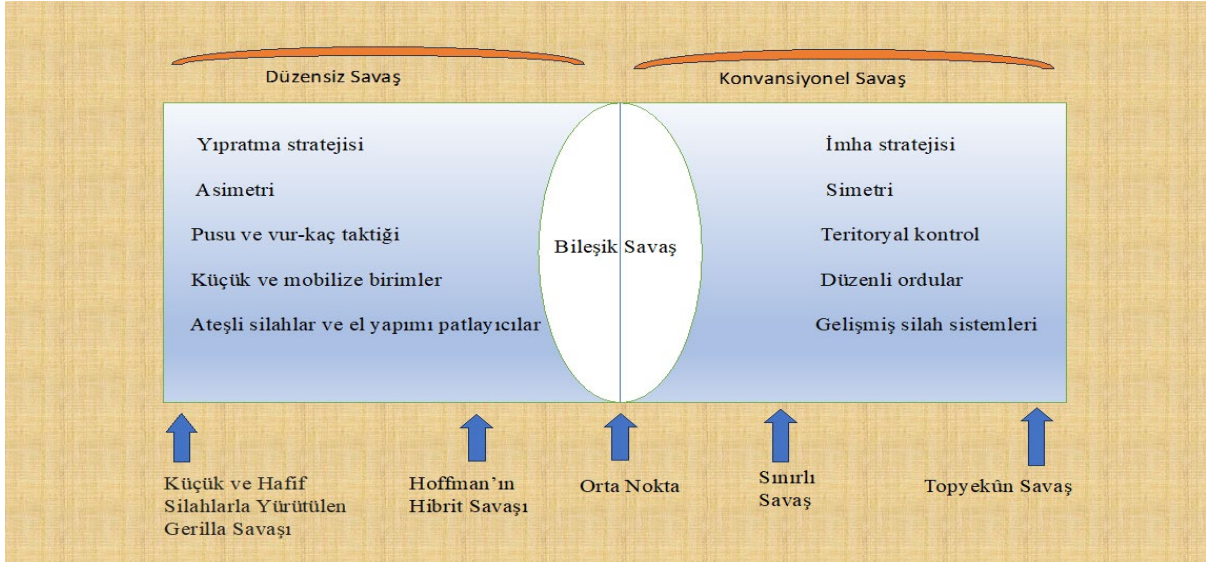 Düzensiz Savaş
Konvansiyonel Savaş
Yıpratma stratejisi
Asimetri
Pusu ve vur-kaç taktiği
Küçük ve mobilize birimler
Ateşli silahlar ve el yapımı patlayıcılar
Bileşik Savaş
İmha stratejisi
Simetri
Teritoryal kontrol
Düzenli ordular
Gelişmiş silah sistemleri
Küçük ve Hafif
Silahlarla Yürütülen
Gerilla Savaşı
Hoffman’ın
Hibrit Savaşı
Orta Nokta
Sınırlı
Savaş
Topyekûn Savaş